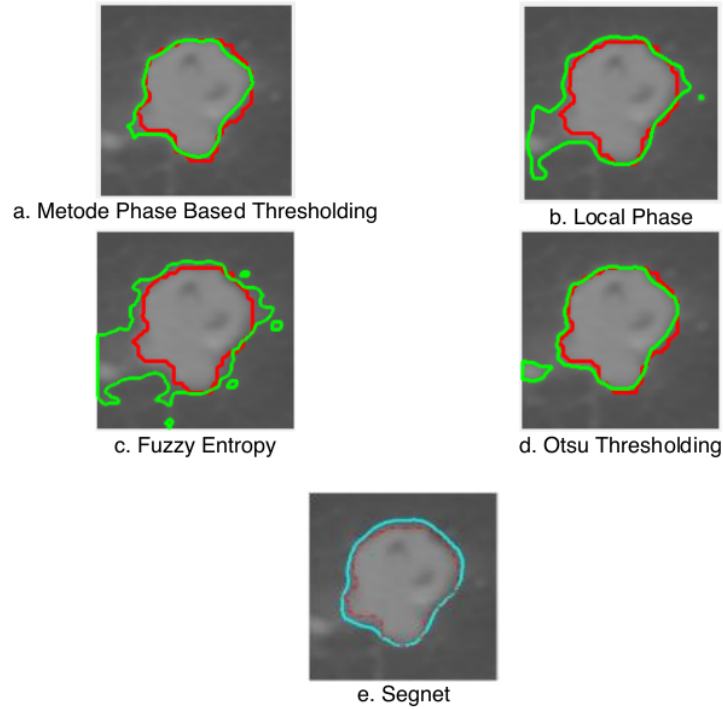 a. Metode Phase Based Thresholding
b. Local Phase
c. Fuzzy Entropy
d. Otsu Thresholding
e. Segnet